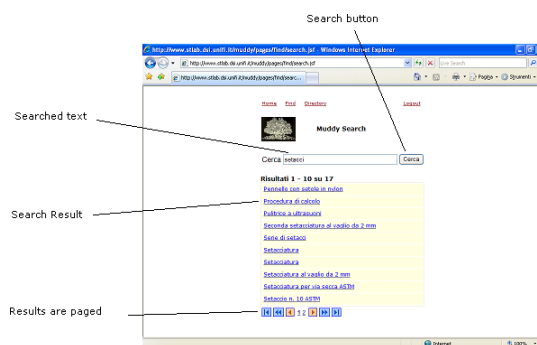 Search button
http://www.stlab.dsi.unifi.it/muddy/pages/find/search.jsf - Windows Internet Explorer
http://www.stlab.dsi.unifi.it/muddy/pages/find/search.jsf
Live Search
http://www.stlab.dsi.unifi.it/muddy/pages/find/searc...
Pagina
Strumenti
Home Find Directory Logout
Searched text
Muddy Search
Cerca setacci Cerca
Risultati 1 - 10 su 17
Pennello con setole in nylon
Search Result
Procedura di calcolo
Pulitrice a ultrasuoni
Seconda setacciatura al vaglio da 2 mm
Serie di setacci
Setacciatura
Setacciatura
Setacciatura al vaglio da 2 mm
Setacciatura per via secca ASTM
Setaccio n. 10 ASTM
Results are paged
1 2
Internet
100%